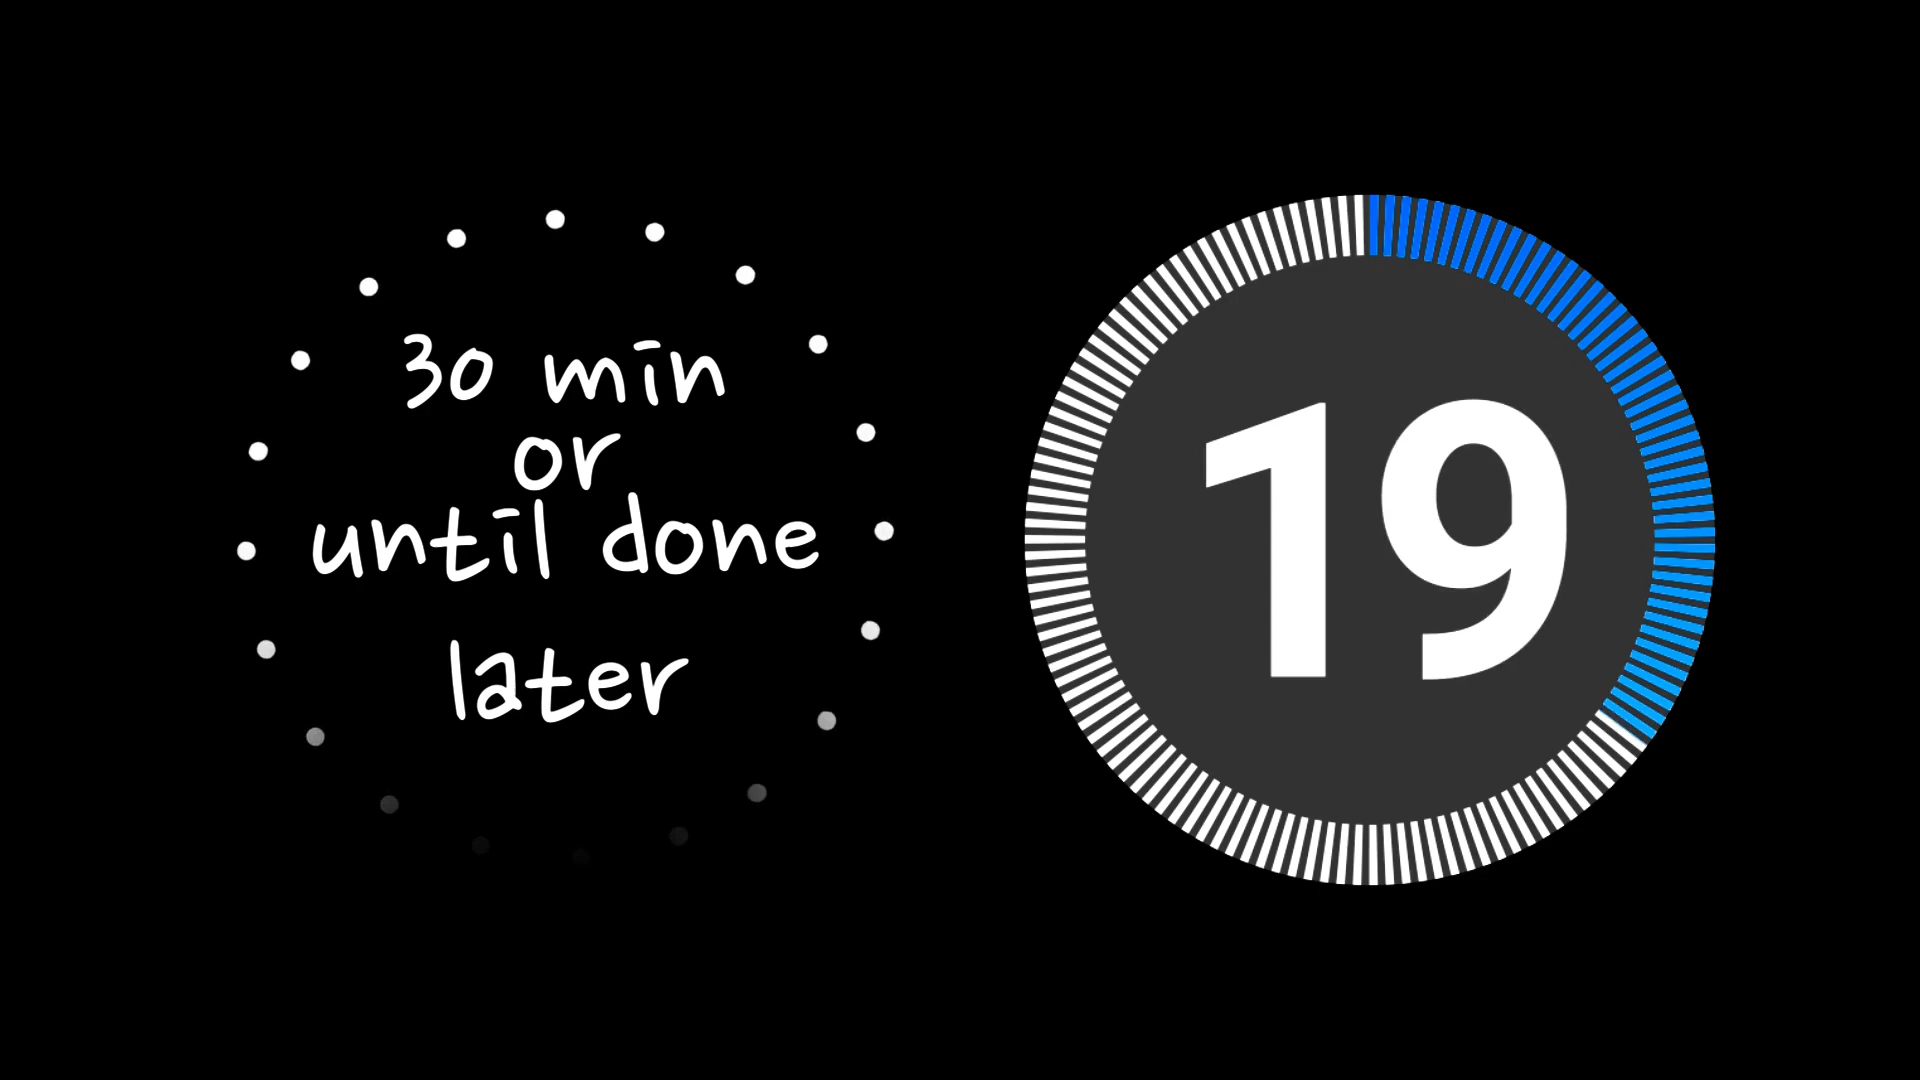 30 min
or
until done
later
19